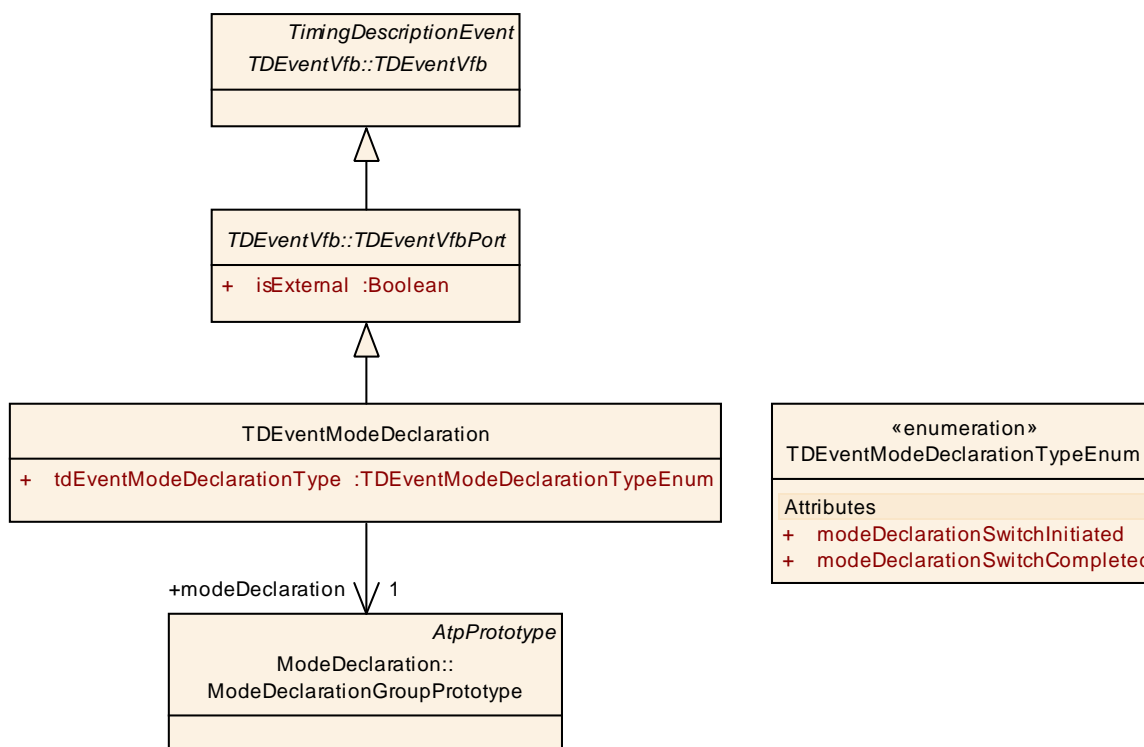 TimingDescriptionEvent
TDEventVfb::TDEventVfb
TDEventVfb::TDEventVfbPort
+ isExternal :Boolean
TDEventModeDeclaration
+ tdEventModeDeclarationType :TDEventModeDeclarationTypeEnum
«enumeration»
TDEventModeDeclarationTypeEnum
Attributes
+ modeDeclarationSwitchInitiated
+ modeDeclarationSwitchCompleted
+modeDeclaration 1
AtpPrototype
ModeDeclaration::
ModeDeclarationGroupPrototype